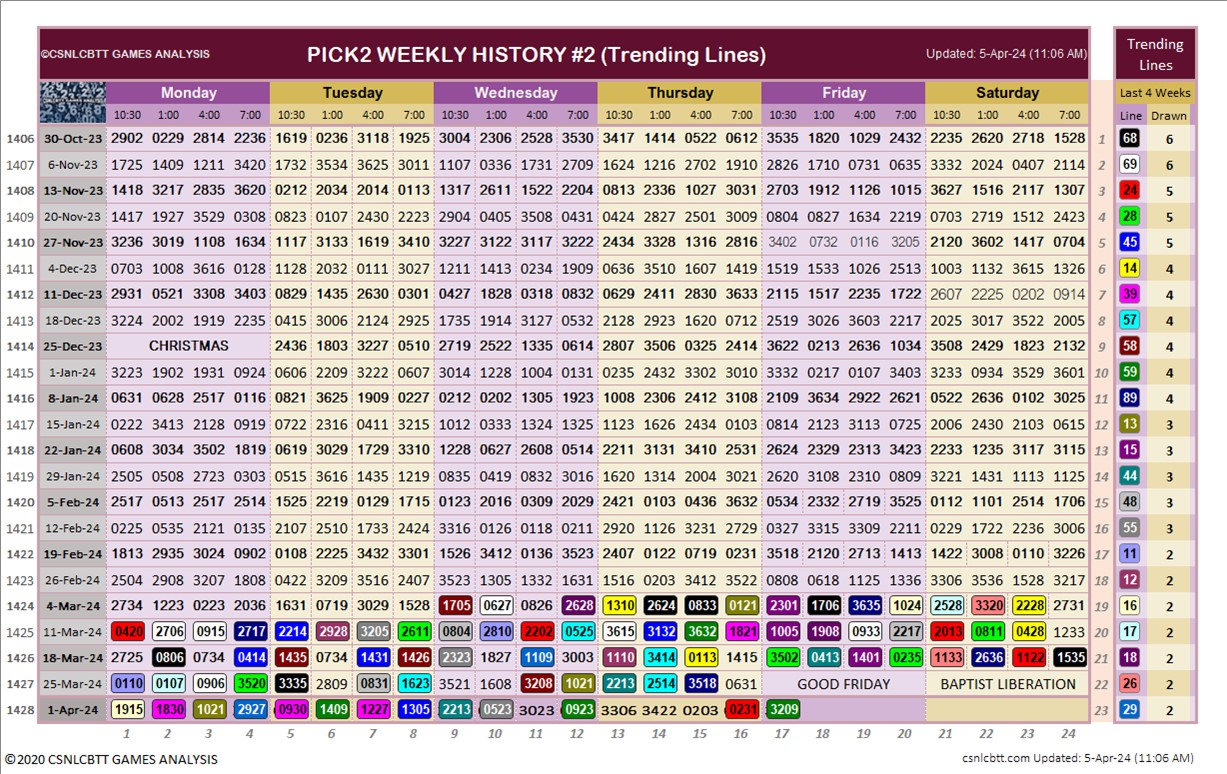 ©CSNLCBTT GAMES ANALYSIS PICK2 WEEKLY HISTORY #2 (Trending Lines) Updated: 5-Apr-24 (11:06 AM) Trending Lines
Monday Tuesday Wednesday Thursday Friday Saturday Last 4 Weeks
10:30 1:00 4:00 7:00 10:30 1:00 4:00 7:00 10:30 1:00 4:00 7:00 10:30 1:00 4:00 7:00 10:30 1:00 4:00 7:00 10:30 1:00 4:00 7:00 Line Drawn
1406 30-Oct-23 2902 0229 2814 2236 1619 0236 3118 1925 3004 2306 2528 3530 3417 1414 0522 0612 3535 1820 1029 2432 2235 2620 2718 1528 1 68 6
1407 6-Nov-23 1725 1409 1211 3420 1732 3534 3625 3011 1107 0336 1731 2709 1624 1216 2702 1910 2826 1710 0731 0635 3332 2024 0407 2114 2 69 6
1408 13-Nov-23 1418 3217 2835 3620 0212 2034 2014 0113 1317 2611 1522 2204 0813 2336 1027 3031 2703 1912 1126 1015 3627 1516 2117 1307 3 24 5
1409 20-Nov-23 1417 1927 3529 0308 0823 0107 2430 2223 2904 0405 3508 0431 0424 2827 2501 3009 0804 0827 1634 2219 0703 2719 1512 2423 4 28 5
1410 27-Nov-23 3236 3019 1108 1634 1117 3133 1619 3410 3227 3122 3117 3222 2434 3328 1316 2816 3402 0732 0116 3205 2120 3602 1417 0704 5 45 5
1411 4-Dec-23 0703 1008 3616 0128 1128 2032 0111 3027 1211 1413 0234 1909 0636 3510 1607 1419 1519 1533 1026 2513 1003 1132 3615 1326 6 14 4
1412 11-Dec-23 2931 0521 3308 3403 0829 1435 2630 0301 0427 1828 0318 0832 0629 2411 2830 3633 2115 1517 2235 1722 2607 2225 0202 0914 7 39 4
1413 18-Dec-23 3224 2002 1919 2235 0415 3006 2124 2925 1735 1914 3127 0532 2128 2923 1620 0712 2519 3026 3603 2217 2025 3017 3522 2005 8 57 4
1414 25-Dec-23 CHRISTMAS 2436 1803 3227 0510 2719 2522 1335 0614 2807 3506 0325 2414 3622 0213 2636 1034 3508 2429 1823 2132 9 58 4
1415 1-Jan-24 3223 1902 1931 0924 0606 2209 3222 0607 3014 1228 1004 0131 0235 2432 3302 3010 3332 0217 0107 3403 3233 0934 3529 3601 10 59 4
1416 8-Jan-24 0631 0628 2517 0116 0821 3625 1909 0227 0212 0202 1305 1923 1008 2306 2412 3108 2109 3634 2922 2621 0522 2636 0102 3025 11 89 4
1417 15-Jan-24 0222 3413 2128 0919 0722 2316 0411 3215 1012 0333 1324 1325 1123 1626 2434 0103 0814 2123 3113 0725 2006 2430 2103 0615 12 13 3
1418 22-Jan-24 0608 3034 3502 1819 0619 3029 1729 3310 1228 0627 2608 0514 2211 3131 3410 2531 2624 2329 2313 3423 2233 1235 3117 3115 13 15 3
1419 29-Jan-24 2505 0508 2723 0303 0515 3616 1435 1213 0835 0419 0832 3016 1620 1314 2004 3021 2620 3108 2310 0809 3221 1431 1113 1125 14 44 3
1420 5-Feb-24 2517 0513 2517 2514 1525 2219 0129 1715 0123 2016 0309 2029 2421 0103 0436 3632 0534 2332 2719 3525 0112 1101 2514 1706 15 48 3
1421 12-Feb-24 0225 0535 2121 0135 2107 2510 1733 2424 3316 0126 0118 0211 2920 1126 3231 2729 0327 3315 3309 2211 0229 1722 2236 3006 16 55 3
1422 19-Feb-24 1813 2935 3024 0902 0108 2225 3432 3301 1526 3412 0136 3523 2407 0122 0719 0231 3518 2120 2713 1413 1422 3008 0110 3226 17 11 2
1423 26-Feb-24 2504 2908 3207 1808 0422 3209 3516 2407 3523 1305 1332 1631 1516 0203 3412 3522 0808 0618 1125 1336 3306 3536 1528 3217 18 12 2
1424 4-Mar-24 2734 1223 0223 2036 1631 0719 3029 1528 1705 0627 0826 2628 1310 2624 0833 0121 2301 1706 3635 1024 2528 3320 2228 2731 19 16 2
1425 11-Mar-24 0420 2706 0915 2717 2214 2928 3205 2611 0804 2810 2202 0525 3615 3132 3632 1821 1005 1908 0933 2217 2013 0811 0428 1233 20 17 2
1426 18-Mar-24 2725 0806 0734 0414 1435 0734 1431 1426 2323 1827 1109 3003 1110 3414 0113 1415 3502 0413 1401 0235 1133 2636 1122 1535 21 18 2
1427 25-Mar-24 0110 0107 0906 3520 3335 2809 0831 1623 3521 1608 3208 1021 2213 2514 3518 0631 GOOD FRIDAY BAPTIST LIBERATION 22 26 2
1428 1-Apr-24 1915 1830 1021 2927 0930 1409 1227 1305 2213 0523 3023 0923 3306 3422 0203 0231 3209 23 29 2
1 2 3 4 5 6 7 8 9 10 11 12 13 14 15 16 17 18 19 20 21 22 23 24
©2020 CSNLCBTT GAMES ANALYSIS csnlcbtt.com Updated: 5-Apr-24 (11:06 AM)